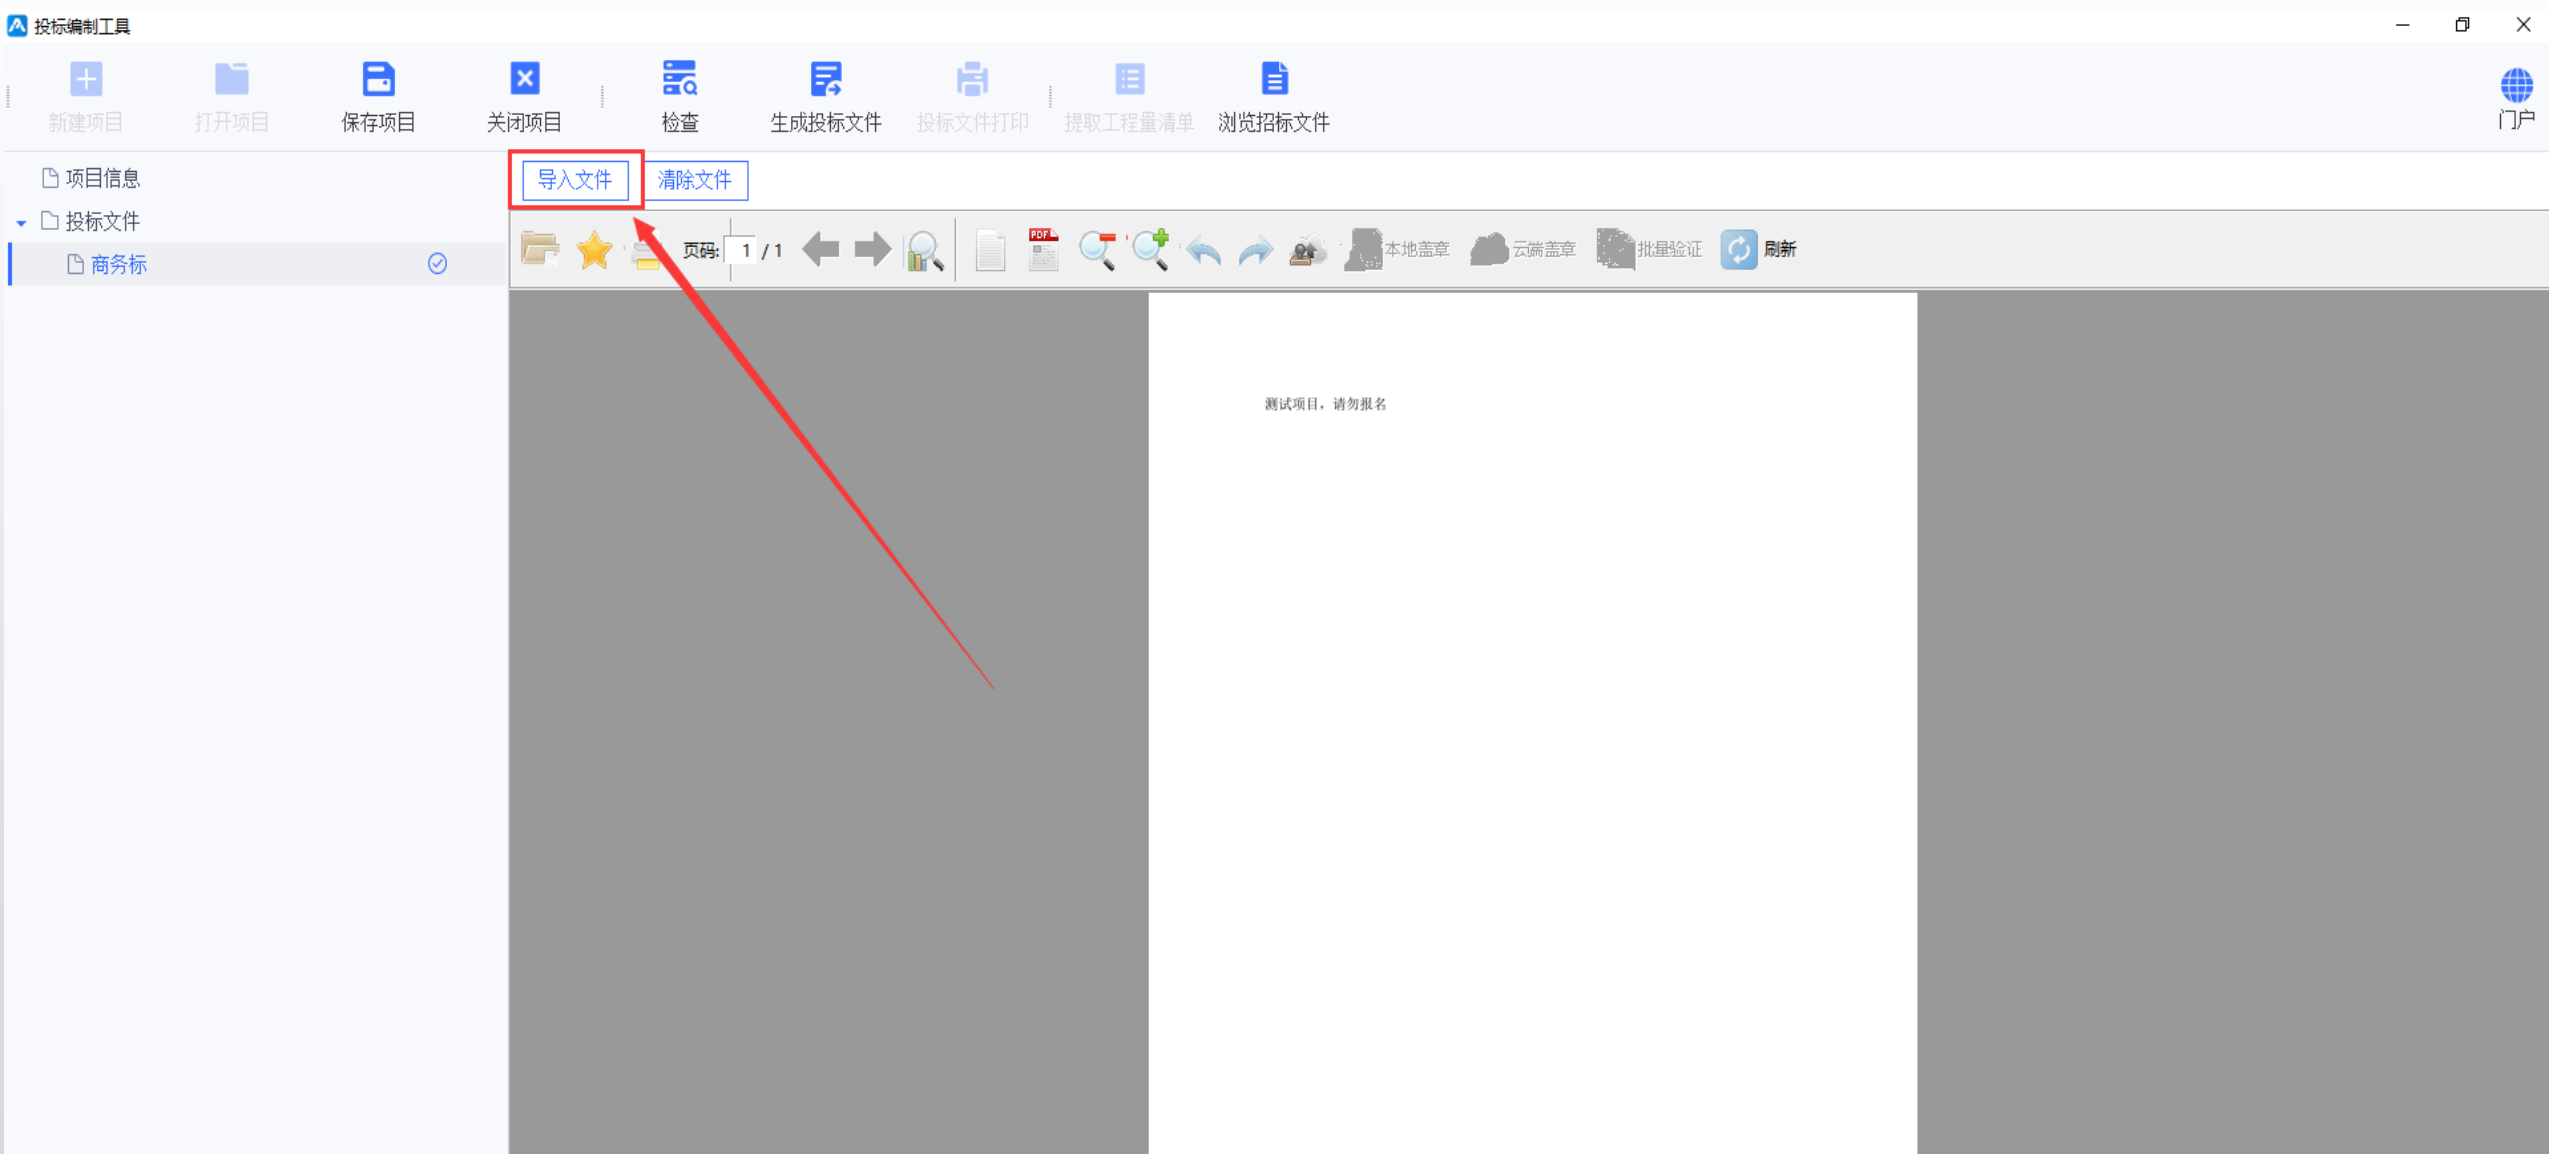 投标编制工具
新建项目 打开项目 保存项目 关闭项目 检查 生成投标文件 投标文件打印 提取工程量清单 浏览招标文件 门户
项目信息
投标文件
商务标
导入文件 清除文件
页码: 1 / 1 PDF 本地盖章 云端盖章 批量验证 刷新
测试项目，请勿报名